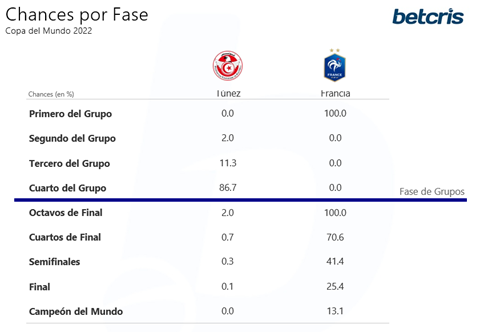 Chances por Fase
Copa del Mundo 2022
betcris
FRANCE
Chances (en %) Túnez Francia
Primero del Grupo 0.0 100.0
Segundo del Grupo 2.0 0.0
Tercero del Grupo 11.3 0.0
Cuarto del Grupo 86.7 0.0
Fase de Grupos
Octavos de Final 2.0 100.0
Cuartos de Final 0.7 70.6
Semifinales 0.3 41.4
Final 0.1 25.4
Campeón del Mundo 0.0 13.1